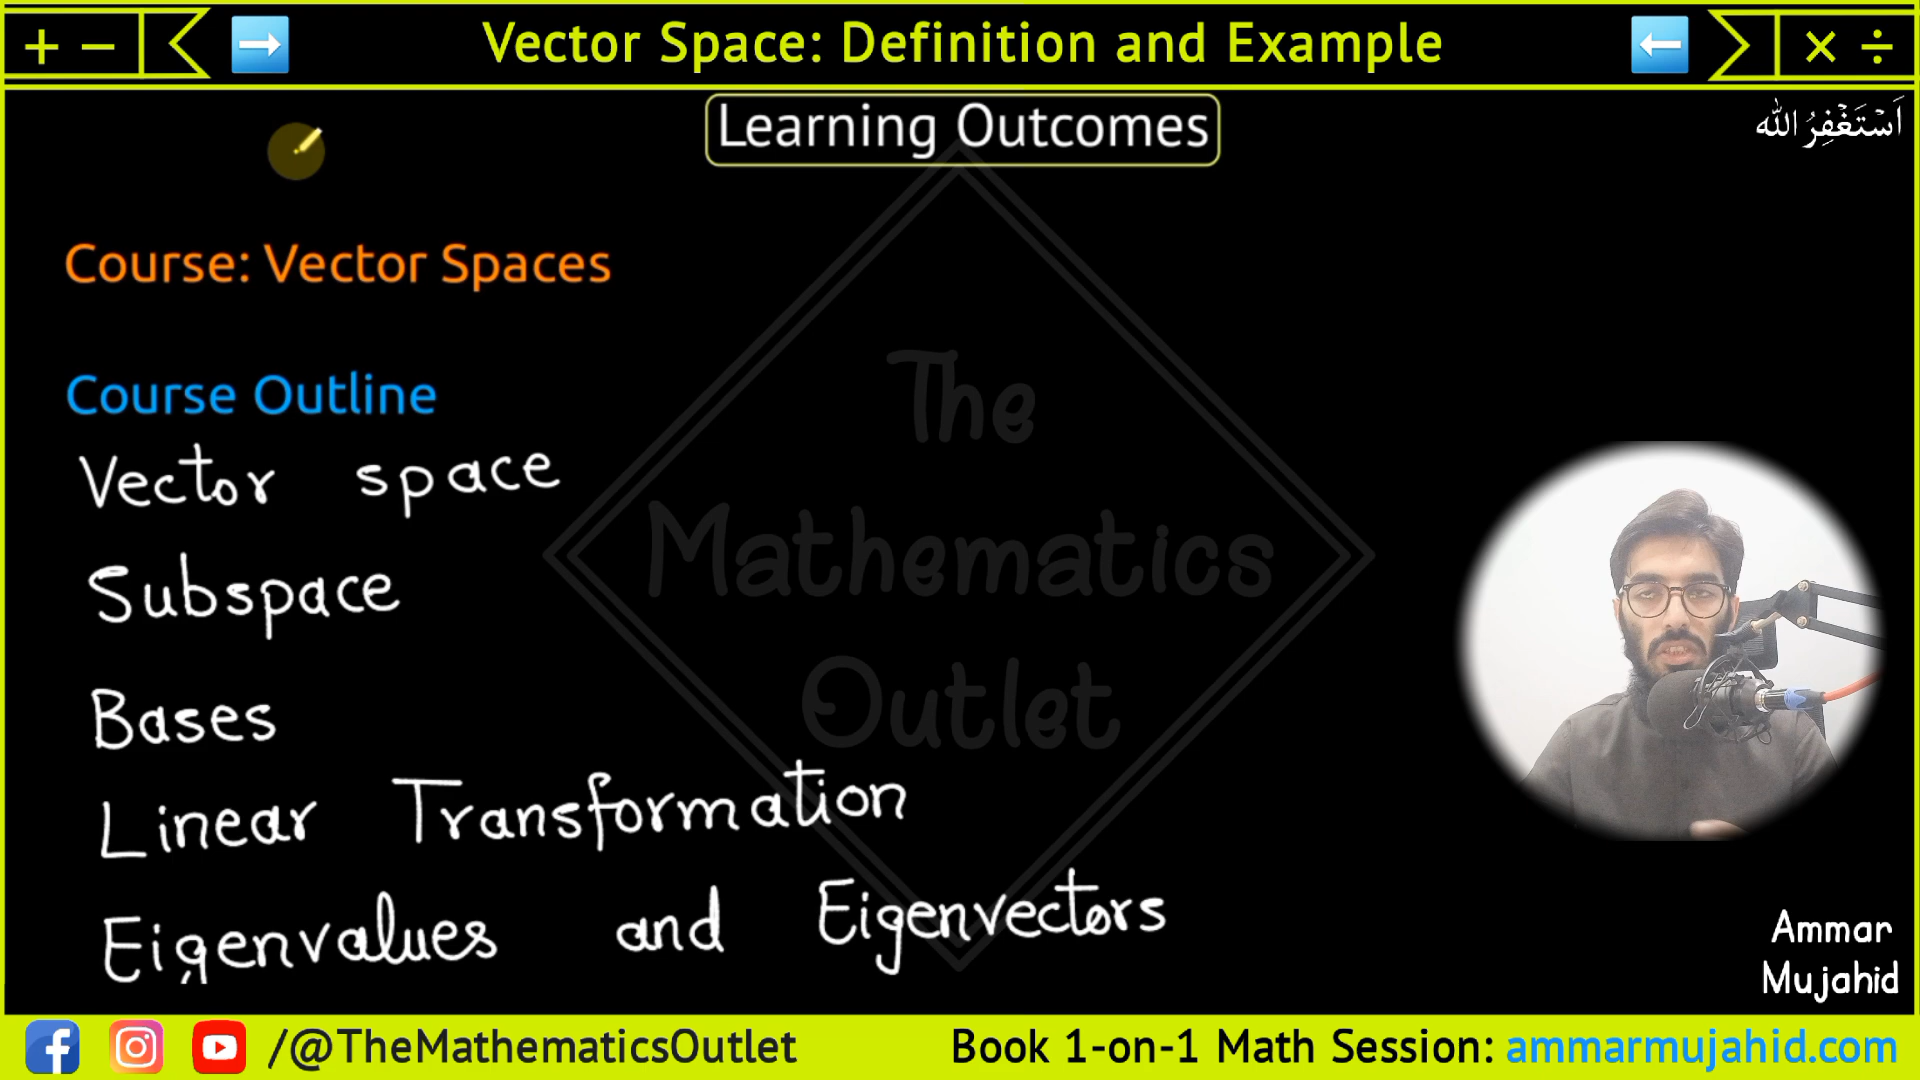 + − Vector Space: Definition and Example × ÷
Learning Outcomes
اَسْتَغْفِرُ اللّٰه
Course: Vector Spaces
Course Outline
Vector space
Subspace
Bases
Linear Transformation
Eigenvalues and Eigenvectors
The
Mathematics
Outlet
Ammar
Mujahid
/@TheMathematicsOutlet
Book 1-on-1 Math Session: ammarmujahid.com